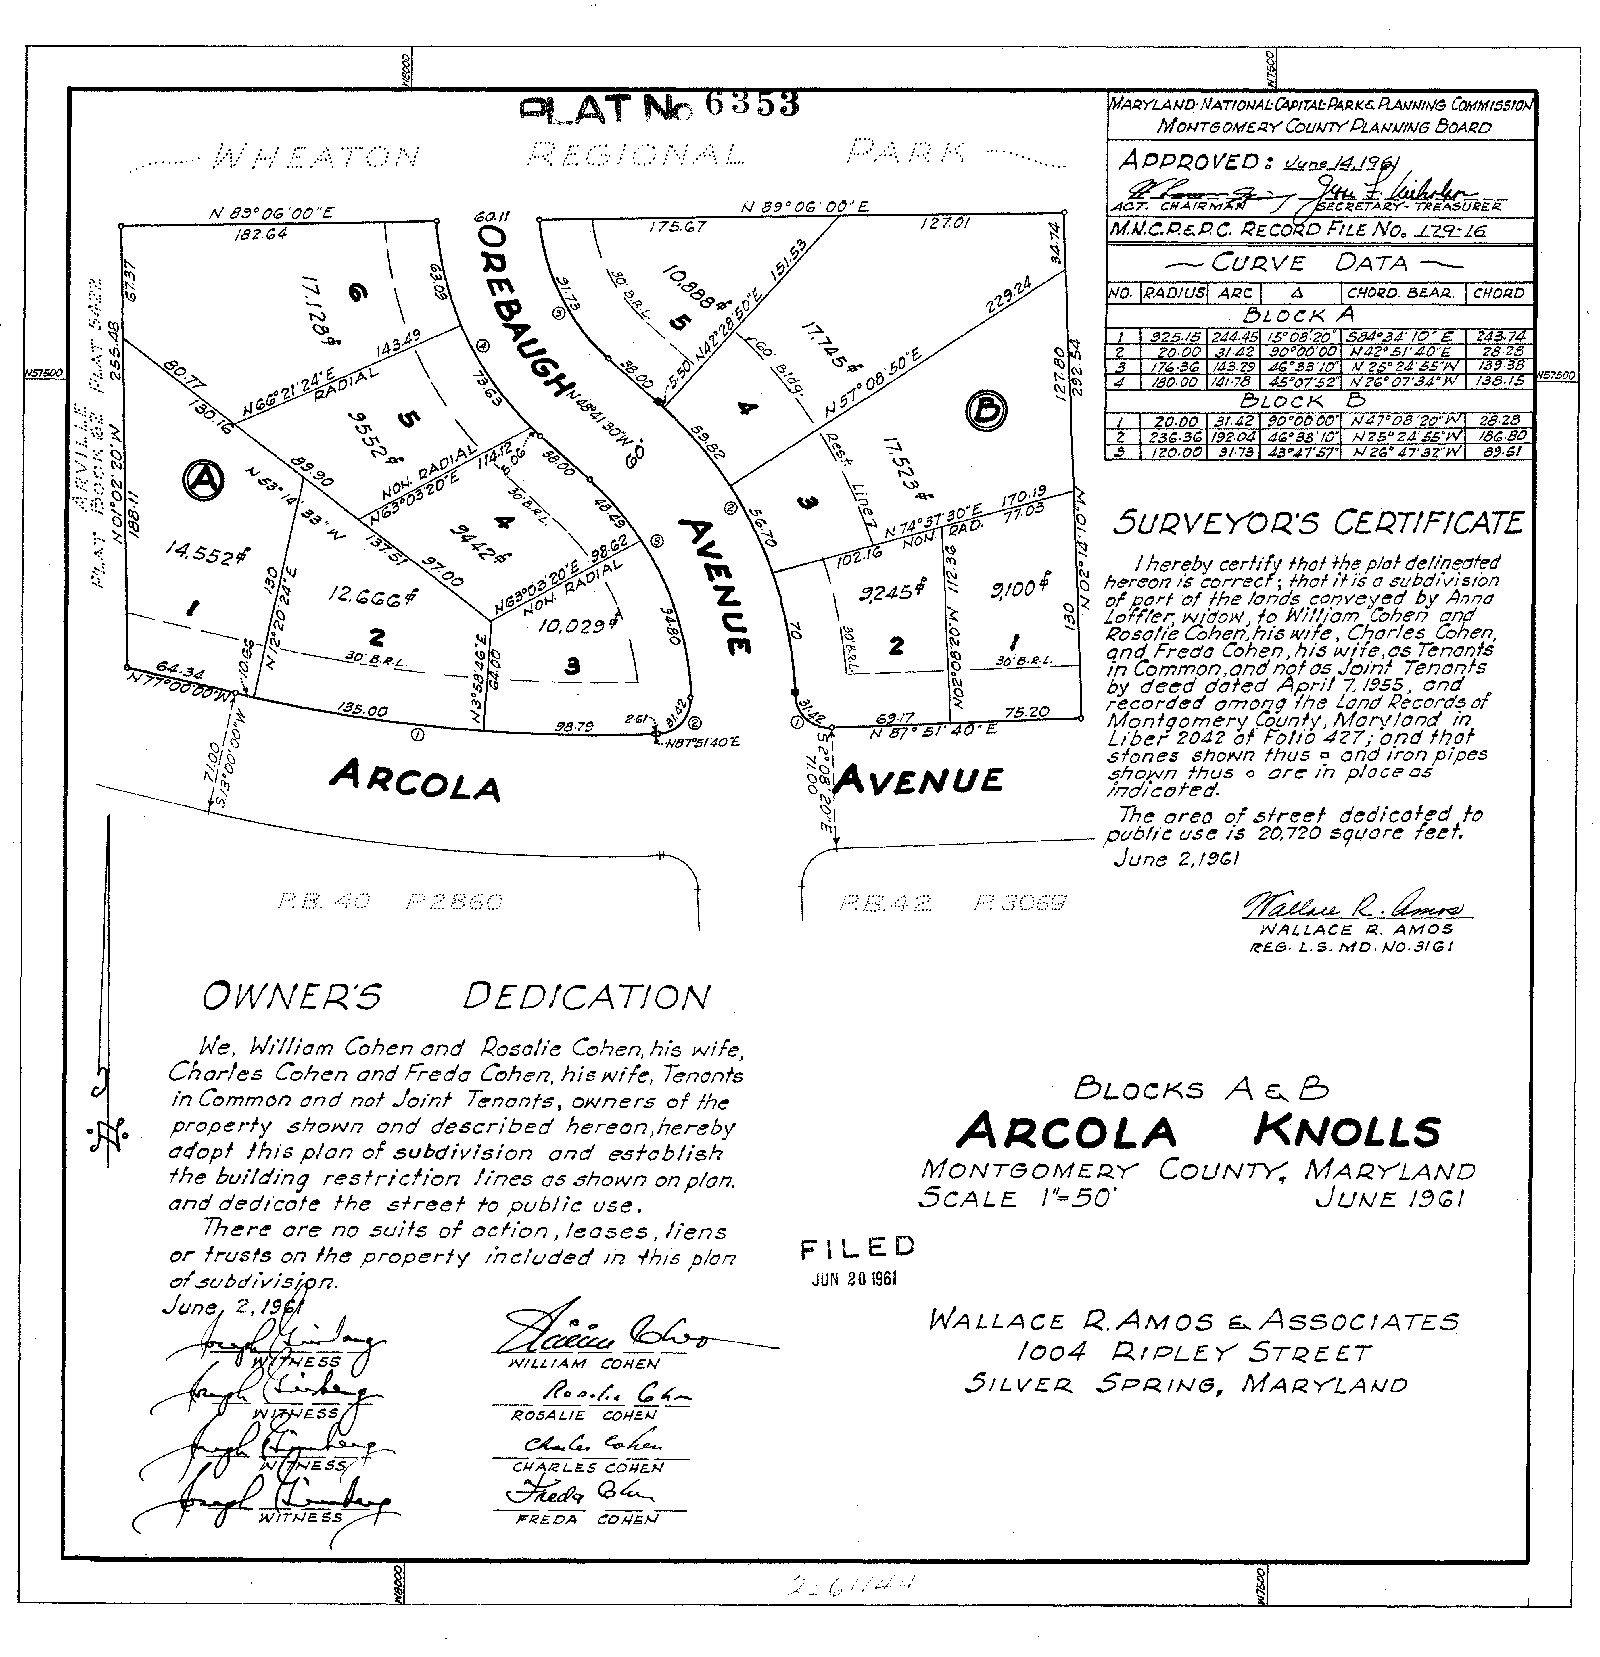 PLAT No 6353
WHEATON REGIONAL PARK
MARYLAND-NATIONAL CAPITAL PARK & PLANNING COMMISSION
MONTGOMERY COUNTY PLANNING BOARD
APPROVED: June 14, 1961
ACT. CHAIRMAN SECRETARY-TREASURER
M.N.C.P.&P.C. RECORD FILE NO. 179-16
CURVE DATA
NO. RADIUS ARC Δ CHORD. BEAR. CHORD
BLOCK A
1 925.15 244.45 15°08'20" S84°34'10"E 243.74
2 20.00 31.42 90°00'00 N42°51'40"E 28.28
3 176.36 143.29 46°33'10" N25°24'55"W 139.38
4 180.00 141.78 45°07'52" N26°07'34"W 138.15
BLOCK B
1 20.00 31.42 90°00'00" N47°08'20"W 28.28
2 236.36 192.04 46°33'10" N25°24'55"W 186.80
3 120.00 91.73 43°47'57" N26°47'32"W 89.61
N 89°06'00"E
182.64
60.11
175.67
N 89°06'00"E
127.01
34.74
67.37
255.48
N01°02'20"W
188.11
ARVILLE
PLAT BOOK 65 PLAT 5422
6
17,128⌗
63.09
143.49
N66°21'24"E
RADIAL
80.77
130.16
5
9552⌗
73.63
114.12
NON. RADIAL
N63°03'20"E
5.06
38.00
89.90
N53°14'33"W
137.51
97.00
4
9442⌗
30' B.R.L.
48.49
98.62
N63°03'20"E
NON. RADIAL
A
14,552⌗
1
130
N12°20'24"E
10.66
64.34
N77°00'00"W
71.00
S13°00'00"W
12,666⌗
2
30' B.R.L.
135.00
N3°58'46"E
64.00
10,029⌗
3
94.80
98.79
2.61
31.42
N87°51'40"E
SOREBAUGH
AVENUE
N48°41'30"W
60'
91.73
38.00
30' B.R.L.
10,888⌗
5
5.50
N42°28'50"E
151.53
60' Bldg. Rest. Line
17,745⌗
4
59.82
N57°08'50"E
229.24
B
127.80
292.54
17,523⌗
3
56.70
N74°37'30"E
NON RAD.
170.19
77.03
102.16
N02°14'10"W
130
9,245⌗
2
30' B.R.L.
70
112.36
N02°08'20"W
9,100⌗
1
30' B.R.L.
31.42
69.17
75.20
N 87°51'40"E
S2°08'20"E
71.00
ARCOLA AVENUE
P.B. 40 P.2860
P.B. 42 P.3069
SURVEYOR'S CERTIFICATE
I hereby certify that the plat delineated
hereon is correct; that it is a subdivision
of part of the lands conveyed by Anna
Loffler, widow, to William Cohen and
Rosalie Cohen, his wife, Charles Cohen,
and Freda Cohen, his wife, as Tenants
in Common, and not as Joint Tenants
by deed dated April 7, 1955, and
recorded among the Land Records of
Montgomery County, Maryland, in
Liber 2042 at Folio 427; and that
stones shown thus □ and iron pipes
shown thus ○ are in place as
indicated.
The area of street dedicated to
public use is 20,720 square feet.
June 2, 1961
Wallace R. Amos
WALLACE R. AMOS
REG. L.S. MD. NO. 3161
OWNER'S DEDICATION
We, William Cohen and Rosalie Cohen, his wife,
Charles Cohen and Freda Cohen, his wife, Tenants
in Common and not Joint Tenants, owners of the
property shown and described hereon, hereby
adopt this plan of subdivision and establish
the building restriction lines as shown on plan.
and dedicate the street to public use.
There are no suits of action, leases, liens
or trusts on the property included in this plan
of subdivision.
June, 2, 1961
WITNESS
WILLIAM COHEN
WITNESS
Rosalie Cohen
ROSALIE COHEN
WITNESS
Charles Cohen
CHARLES COHEN
WITNESS
Freda Cohen
FREDA COHEN
BLOCKS A & B
ARCOLA KNOLLS
MONTGOMERY COUNTY, MARYLAND
SCALE 1"=50' JUNE 1961
FILED
JUN 20 1961
WALLACE R. AMOS & ASSOCIATES
1004 RIPLEY STREET
SILVER SPRING, MARYLAND